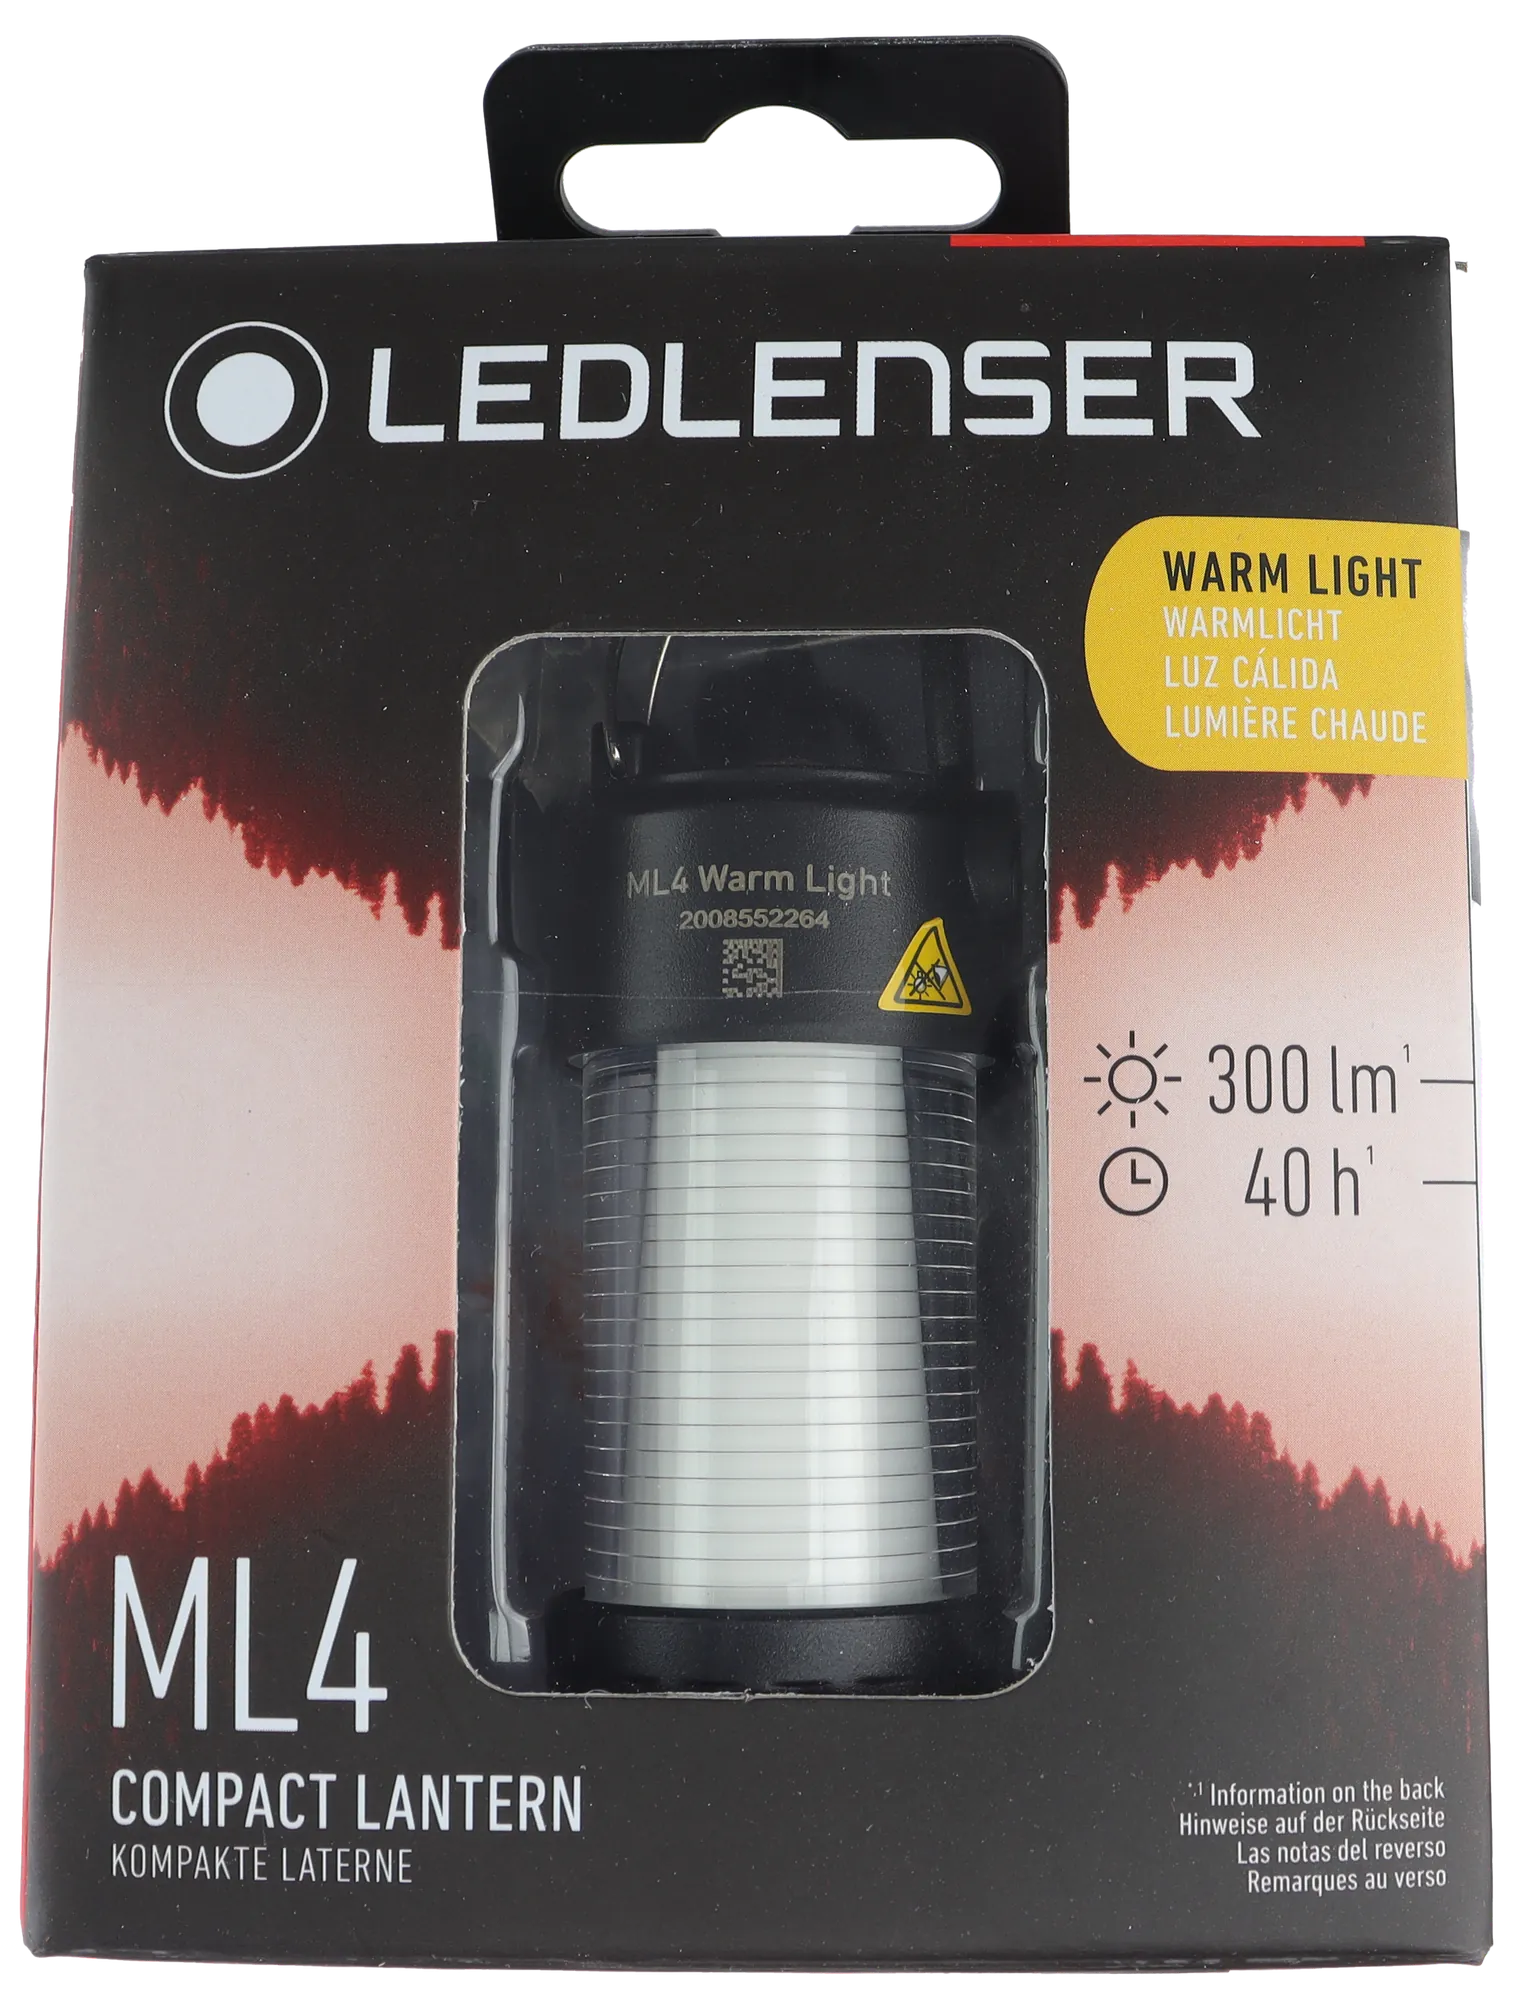 LEDLENSER
WARM LIGHT
WARMLICHT
LUZ CÁLIDA
LUMIÈRE CHAUDE
ML4 Warm Light
2008552264
300 lm¹
40 h¹
ML4
COMPACT LANTERN
KOMPAKTE LATERNE
*,¹ Information on the back
Hinweise auf der Rückseite
Las notas del reverso
Remarques au verso